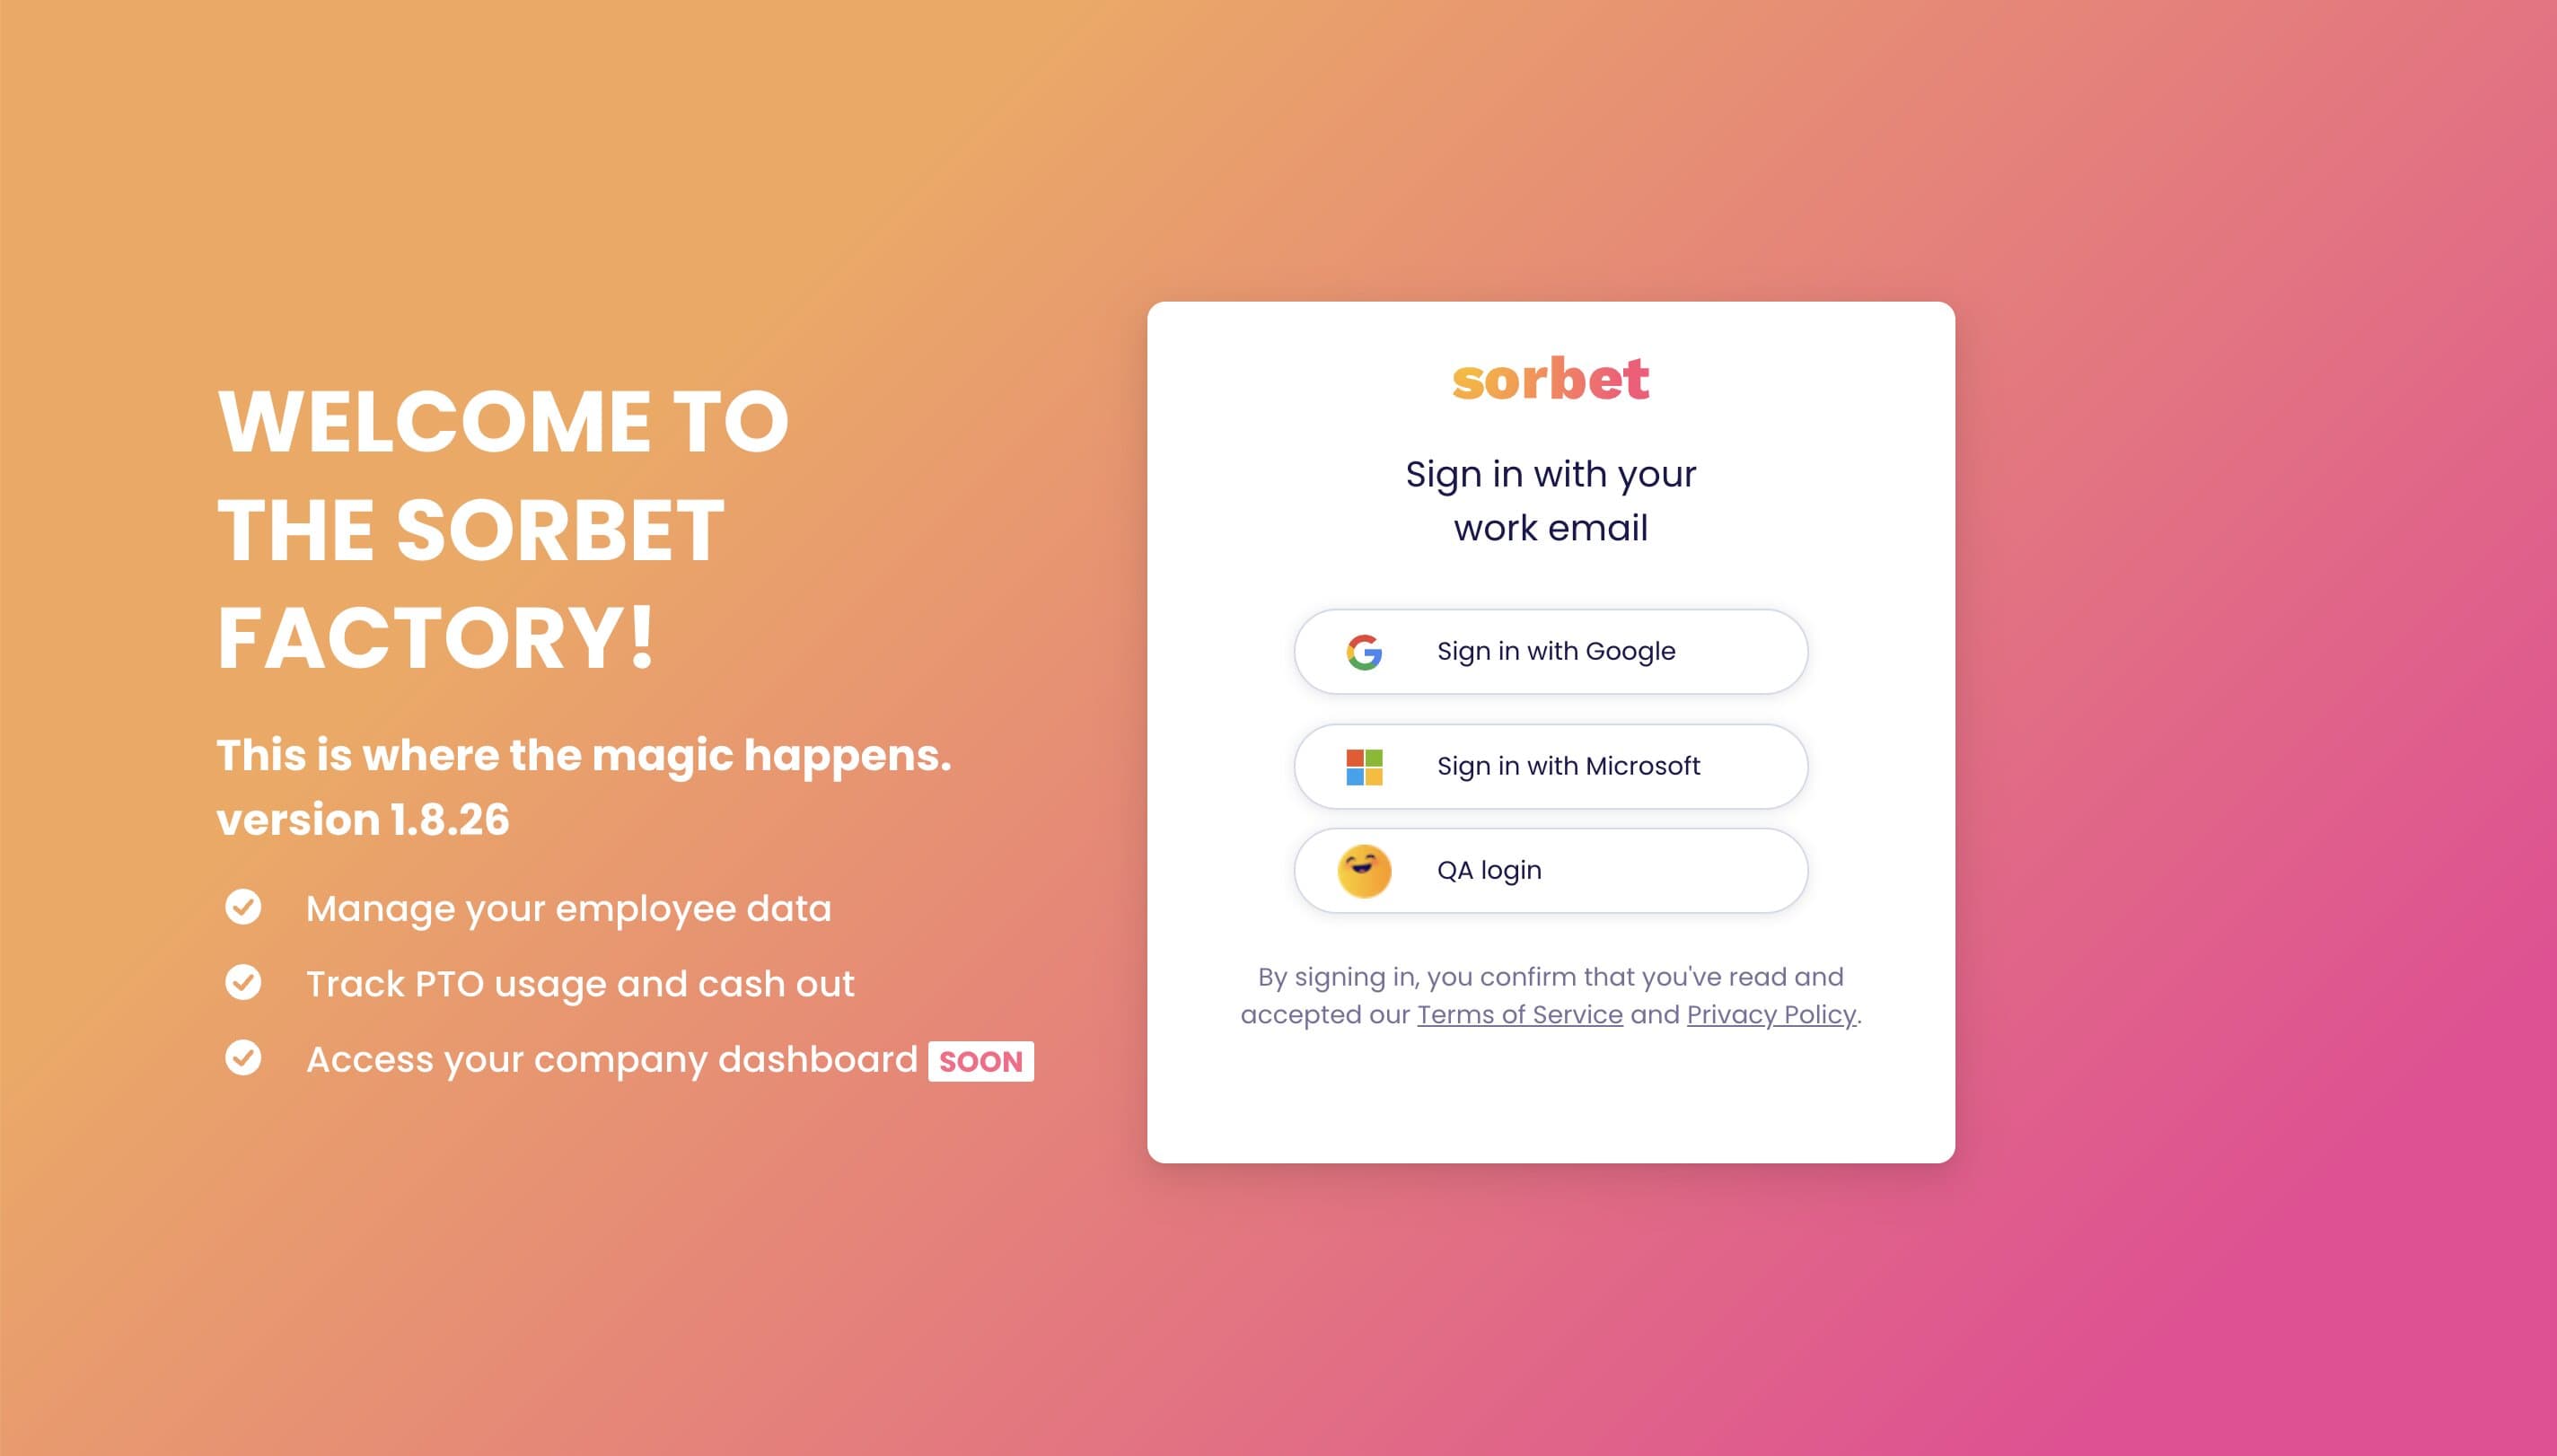 WELCOME TO
THE SORBET
FACTORY!
This is where the magic happens.
version 1.8.26
Manage your employee data
Track PTO usage and cash out
Access your company dashboard SOON
sorbet
Sign in with your
work email
Sign in with Google
Sign in with Microsoft
QA login
By signing in, you confirm that you've read and
accepted our Terms of Service and Privacy Policy.